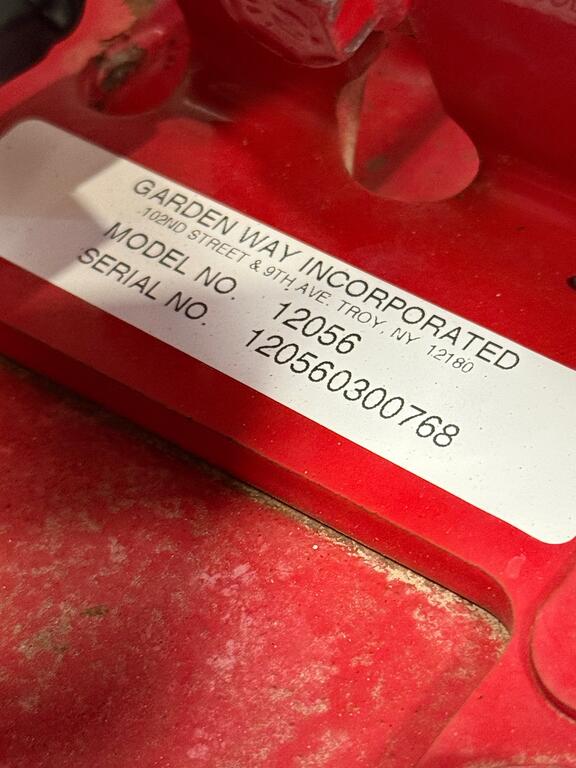 GARDEN WAY INCORPORATED
102ND STREET & 9TH AVE. TROY, NY 12180
MODEL NO. 12056
SERIAL NO. 120560300768